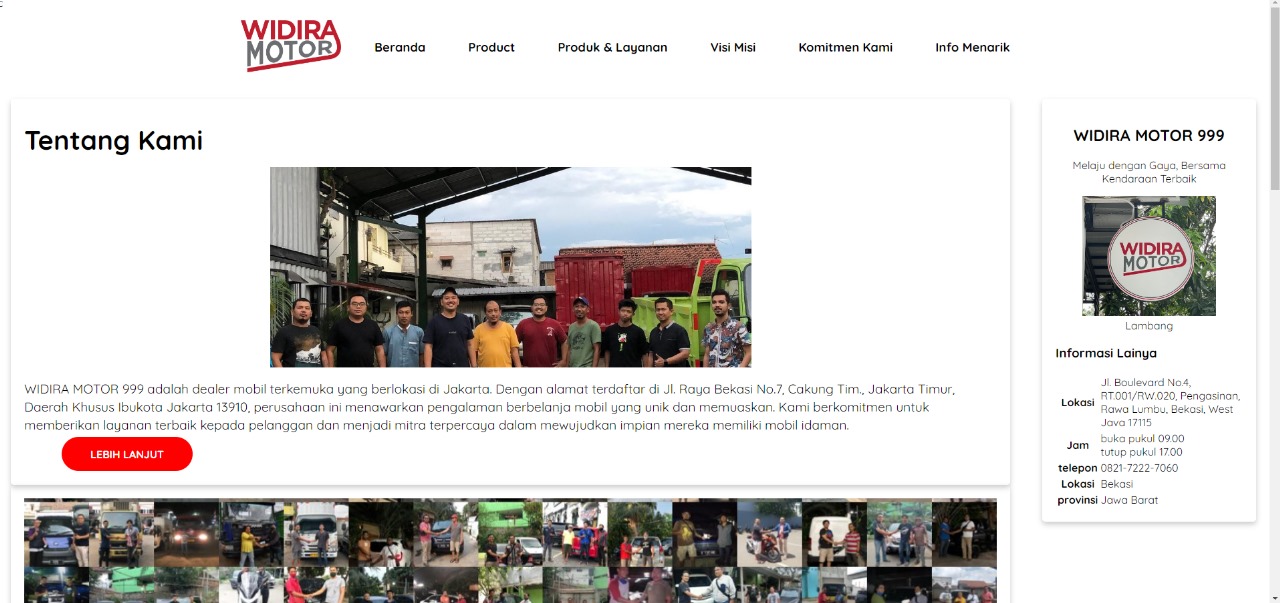 WIDIRA
MOTOR
Beranda
Product
Produk & Layanan
Visi Misi
Komitmen Kami
Info Menarik
Tentang Kami
WIDIRA MOTOR 999 adalah dealer mobil terkemuka yang berlokasi di Jakarta. Dengan alamat terdaftar di Jl. Raya Bekasi No.7, Cakung Tim., Jakarta Timur,
Daerah Khusus Ibukota Jakarta 13910, perusahaan ini menawarkan pengalaman berbelanja mobil yang unik dan memuaskan. Kami berkomitmen untuk
memberikan layanan terbaik kepada pelanggan dan menjadi mitra terpercaya dalam mewujudkan impian mereka memiliki mobil idaman.
LEBIH LANJUT
WIDIRA MOTOR 999
Melaju dengan Gaya, Bersama
Kendaraan Terbaik
WIDIRA
MOTOR
Lambang
Informasi Lainya
Lokasi
Jl. Boulevard No.4,
RT.001/RW.020, Pengasinan,
Rawa Lumbu, Bekasi, West
Java 17115
Jam
buka pukul 09.00
tutup pukul 17.00
telepon 0821-7222-7060
Lokasi Bekasi
provinsi Jawa Barat